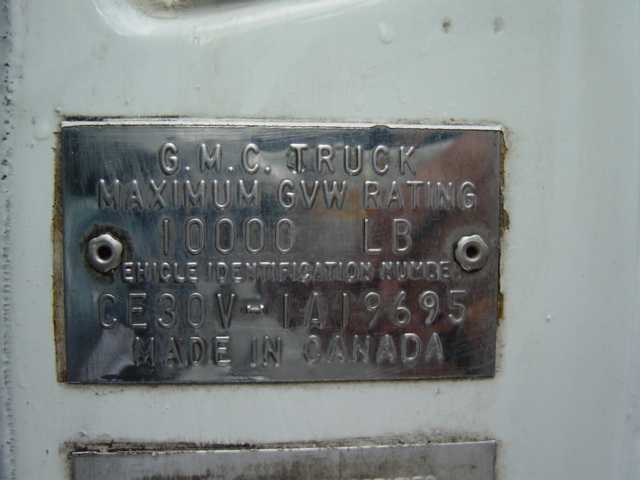 G.M.C. TRUCK
MAXIMUM GVW RATING
10000 LB
VEHICLE IDENTIFICATION NUMBER
CE30V-1A19695
MADE IN CANADA